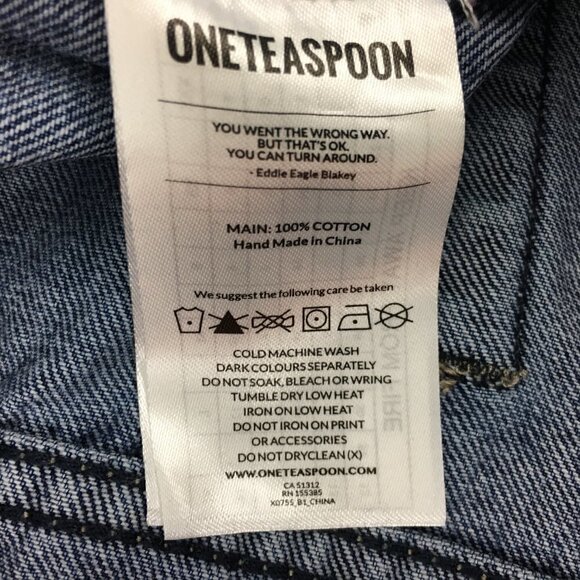 ONETEASPOON
YOU WENT THE WRONG WAY.
BUT THAT'S OK.
YOU CAN TURN AROUND.
- Eddie Eagle Blakey
MAIN: 100% COTTON
Hand Made in China
We suggest the following care be taken
COLD MACHINE WASH
DARK COLOURS SEPARATELY
DO NOT SOAK, BLEACH OR WRING
TUMBLE DRY LOW HEAT
IRON ON LOW HEAT
DO NOT IRON ON PRINT
OR ACCESSORIES
DO NOT DRYCLEAN (X)
WWW.ONETEASPOON.COM
CA 51312
RN 155385
X0755_B1_CHINA